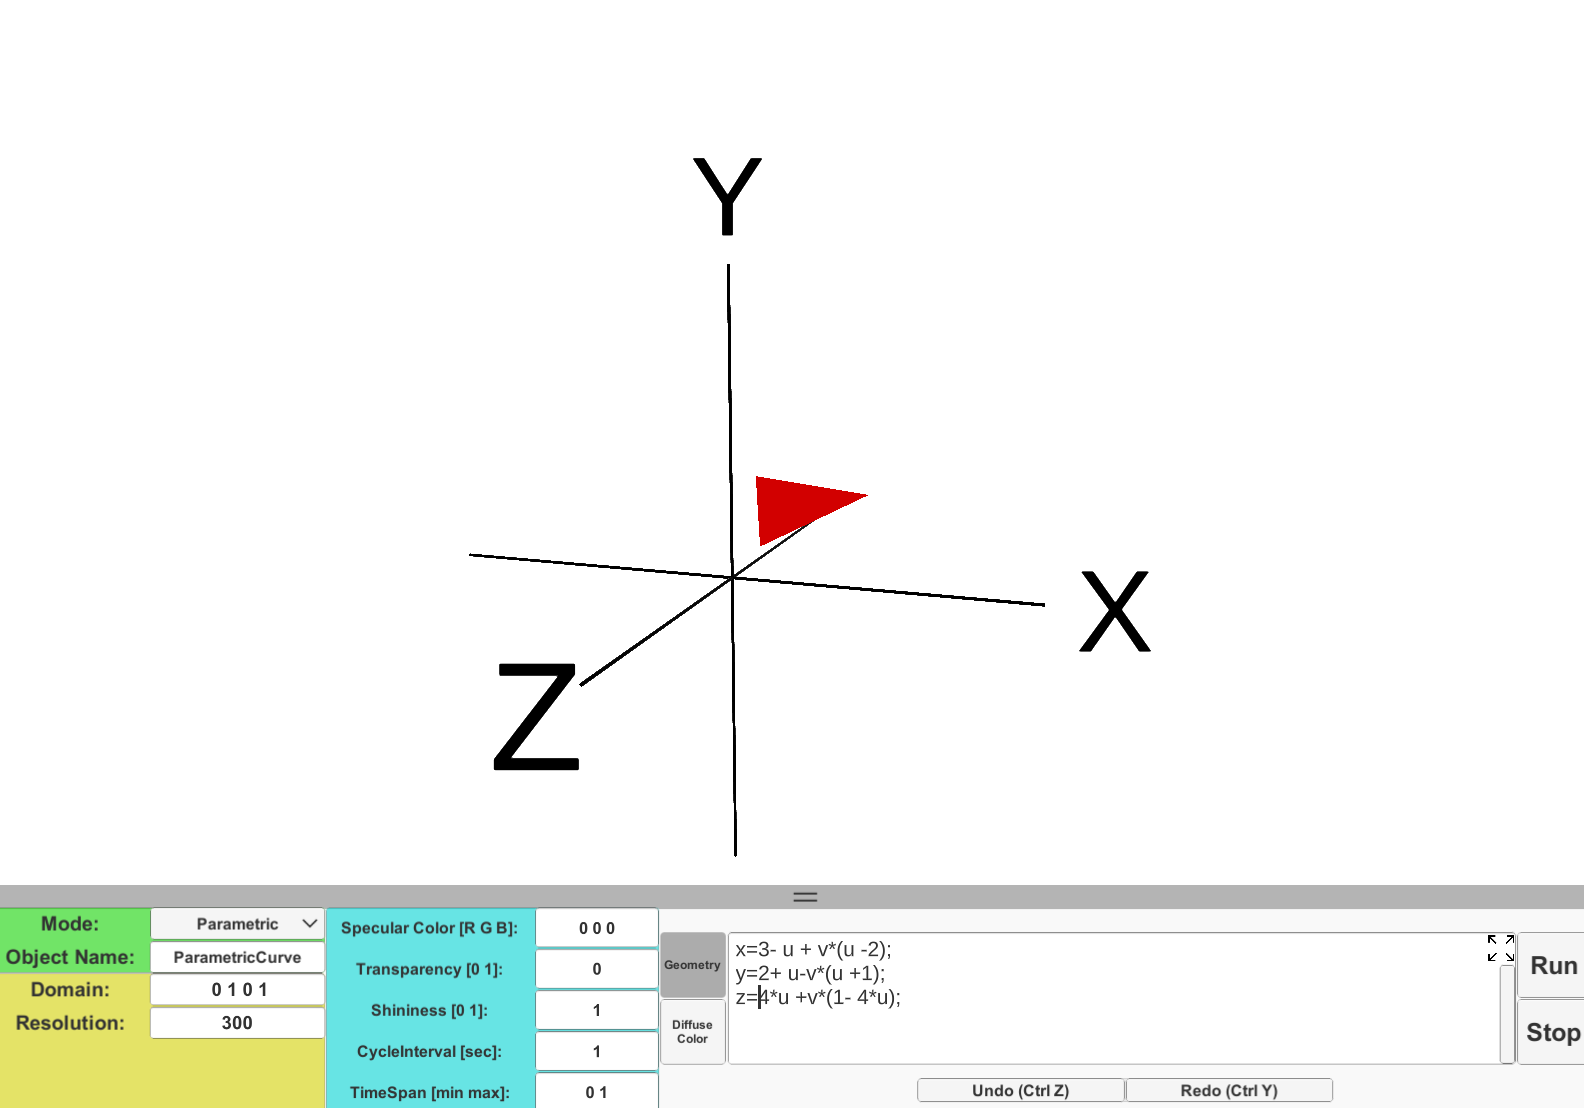 Y
X
Z
Mode:
Parametric
Object Name:
ParametricCurve
Domain:
0 1 0 1
Resolution:
300
Specular Color [R G B]:
0 0 0
Transparency [0 1]:
0
Shininess [0 1]:
1
CycleInterval [sec]:
1
TimeSpan [min max]:
0 1
Geometry
Diffuse
Color
x=3- u + v*(u -2);
y=2+ u-v*(u +1);
z=4*u +v*(1- 4*u);
Run
Stop
Undo (Ctrl Z)
Redo (Ctrl Y)